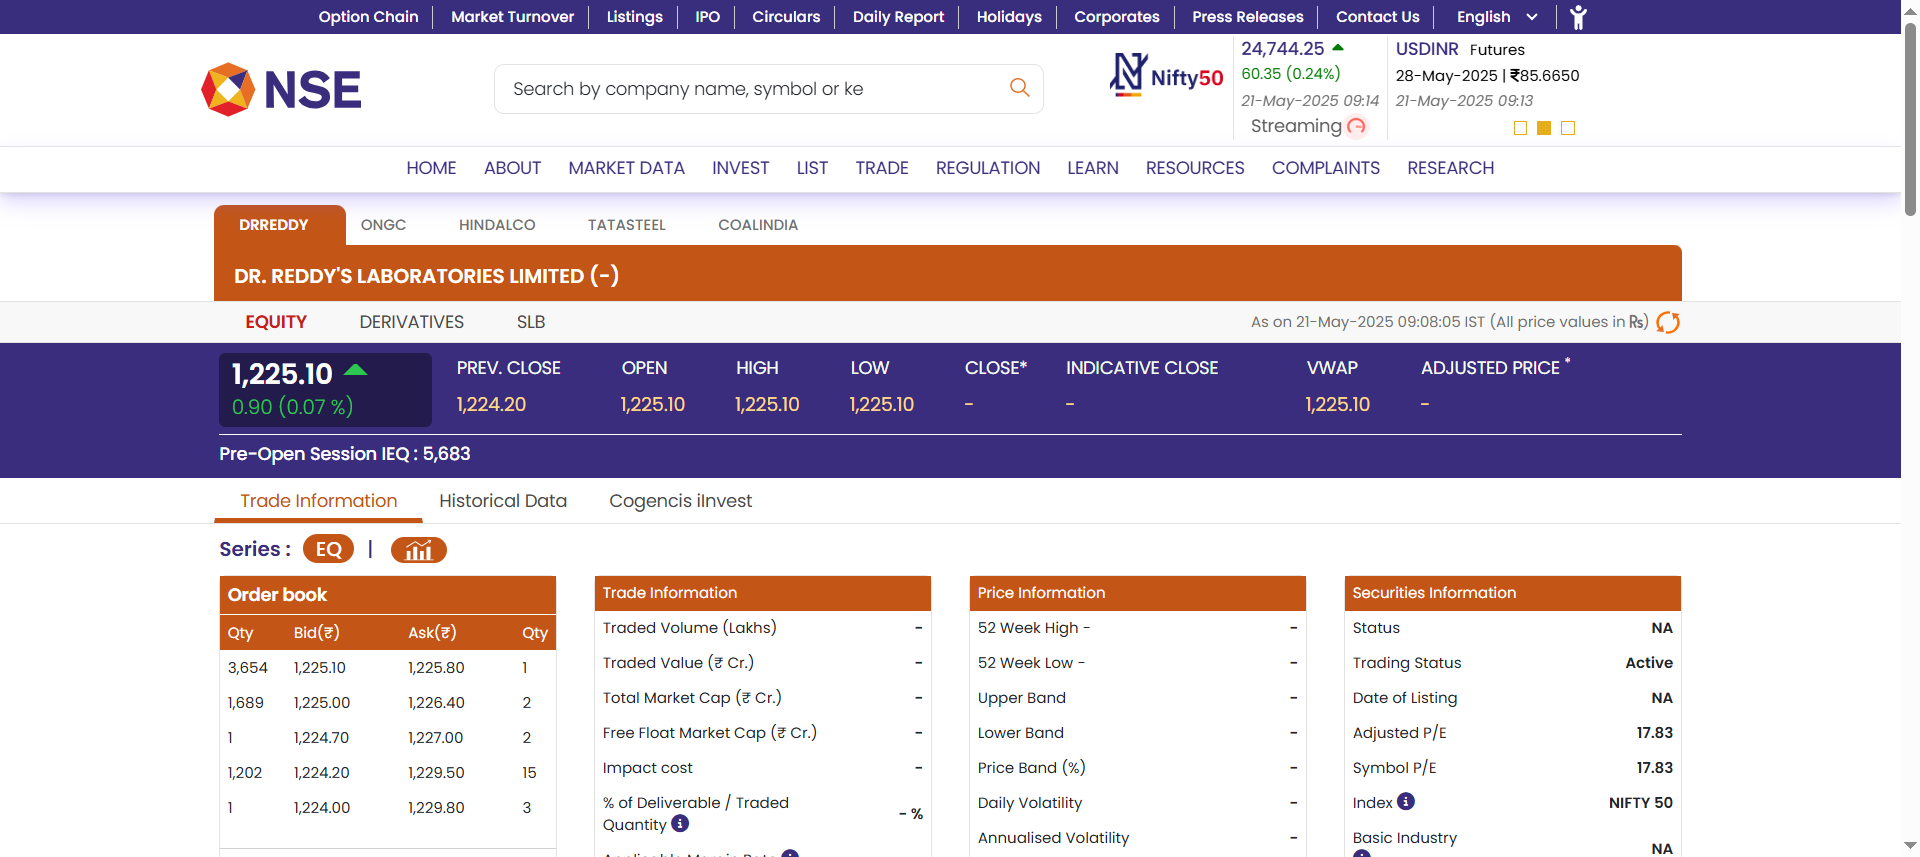 Option Chain Market Turnover Listings IPO Circulars Daily Report Holidays Corporates Press Releases Contact Us English
NSE
Search by company name, symbol or ke
Nifty50
24,744.25
60.35 (0.24%)
21-May-2025 09:14
Streaming
USDINR Futures
28-May-2025 | ₹85.6650
21-May-2025 09:13
HOME ABOUT MARKET DATA INVEST LIST TRADE REGULATION LEARN RESOURCES COMPLAINTS RESEARCH
DRREDDY ONGC HINDALCO TATASTEEL COALINDIA
DR. REDDY'S LABORATORIES LIMITED (-)
EQUITY DERIVATIVES SLB As on 21-May-2025 09:08:05 IST (All price values in Rs)
1,225.10
0.90 (0.07 %)
PREV. CLOSE OPEN HIGH LOW CLOSE* INDICATIVE CLOSE VWAP ADJUSTED PRICE *
1,224.20 1,225.10 1,225.10 1,225.10 - - 1,225.10 -
Pre-Open Session IEQ : 5,683
Trade Information Historical Data Cogencis iInvest
Series : EQ |
Order book
Qty Bid(₹) Ask(₹) Qty
3,654 1,225.10 1,225.80 1
1,689 1,225.00 1,226.40 2
1 1,224.70 1,227.00 2
1,202 1,224.20 1,229.50 15
1 1,224.00 1,229.80 3
Trade Information
Traded Volume (Lakhs) -
Traded Value (₹ Cr.) -
Total Market Cap (₹ Cr.) -
Free Float Market Cap (₹ Cr.) -
Impact cost -
% of Deliverable / Traded
Quantity - %
Applicable Margin Rate
Price Information
52 Week High - -
52 Week Low - -
Upper Band -
Lower Band -
Price Band (%) -
Daily Volatility -
Annualised Volatility -
Securities Information
Status NA
Trading Status Active
Date of Listing NA
Adjusted P/E 17.83
Symbol P/E 17.83
Index NIFTY 50
Basic Industry NA